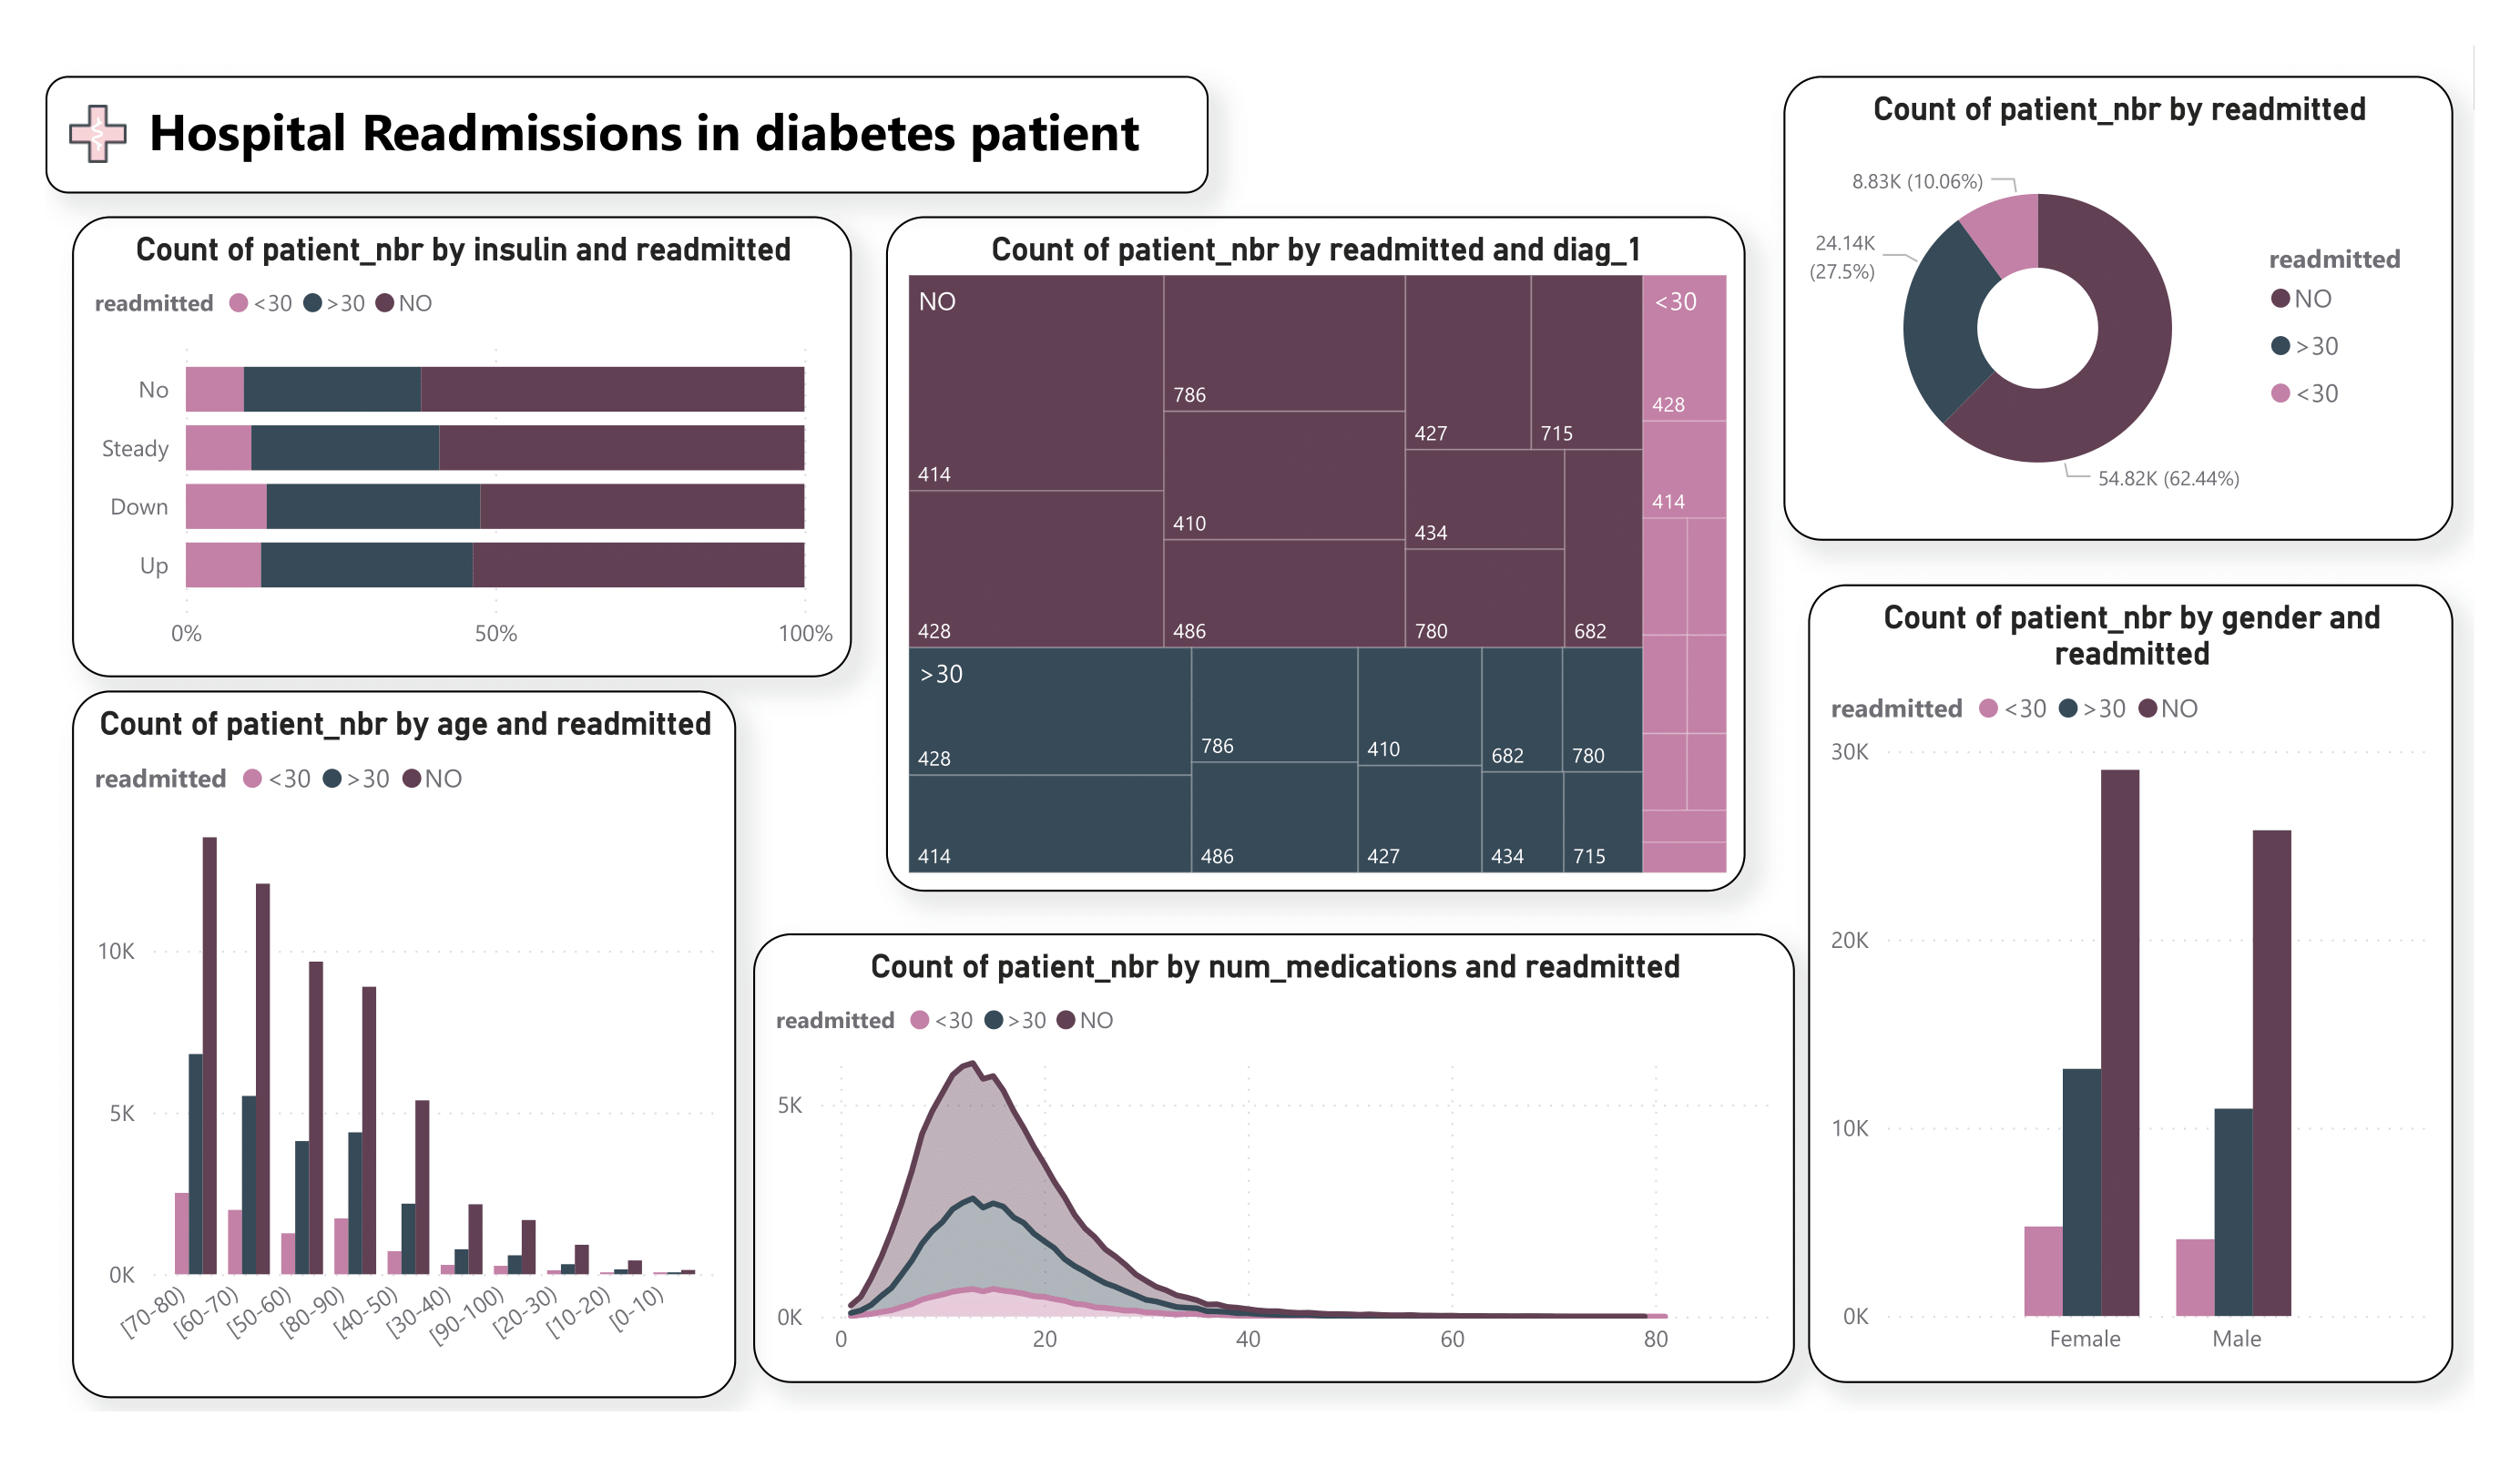 Hospital Readmissions in diabetes patient
Count of patient_nbr by insulin and readmitted
readmitted <30 >30 NO
No
Steady
Down
Up
0% 50% 100%
Count of patient_nbr by readmitted and diag_1
NO
414
428
786
410
486
427
715
434
780
682
>30
428
414
786
486
410
427
682
780
434
715
<30
428
414
Count of patient_nbr by readmitted
8.83K (10.06%)
24.14K
(27.5%)
54.82K (62.44%)
readmitted
NO
>30
<30
Count of patient_nbr by age and readmitted
readmitted <30 >30 NO
10K
5K
0K
[70-80) [60-70) [50-60) [80-90) [40-50) [30-40) [90-100) [20-30) [10-20) [0-10)
Count of patient_nbr by num_medications and readmitted
readmitted <30 >30 NO
5K
0K
0 20 40 60 80
Count of patient_nbr by gender and
readmitted
readmitted <30 >30 NO
30K
20K
10K
0K
Female Male